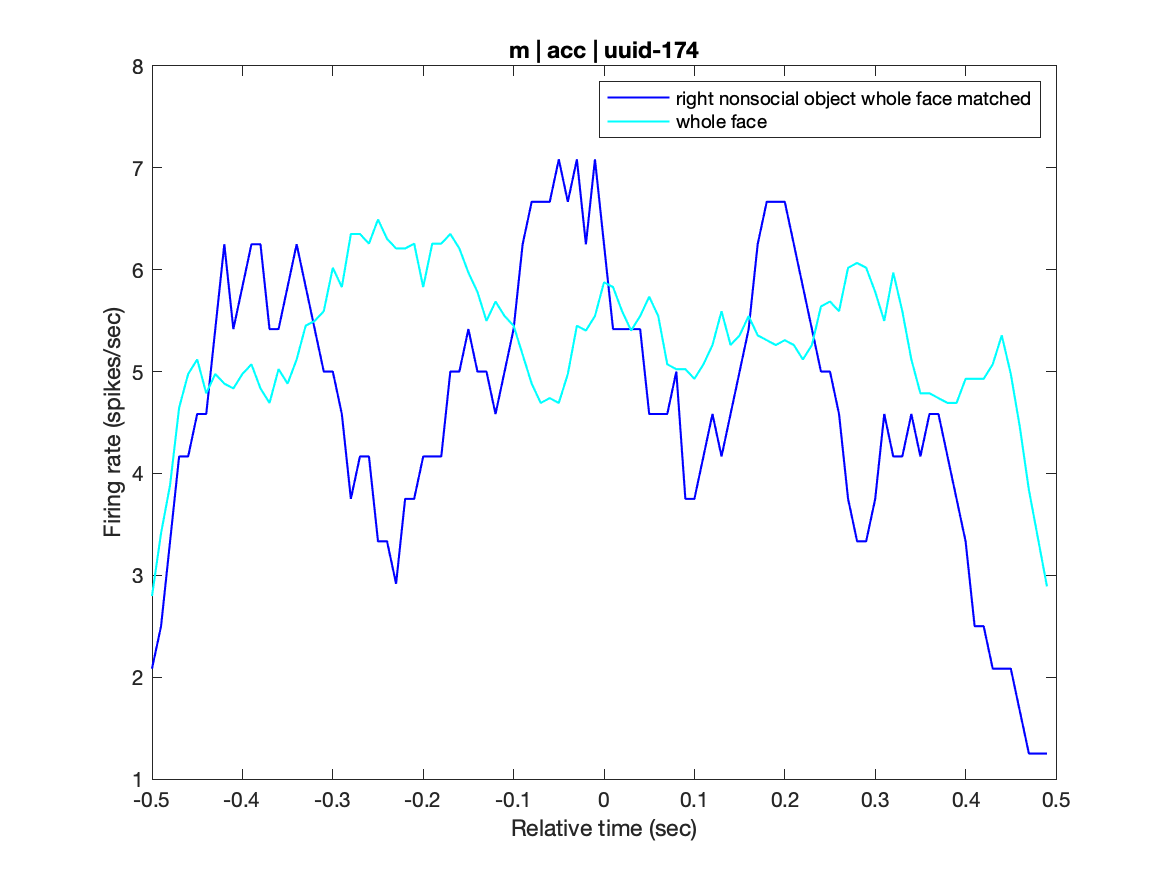 m | acc | uuid-174
right nonsocial object whole face matched
whole face
8
7
6
5
4
3
2
1
Firing rate (spikes/sec)
-0.5 -0.4 -0.3 -0.2 -0.1 0 0.1 0.2 0.3 0.4 0.5
Relative time (sec)